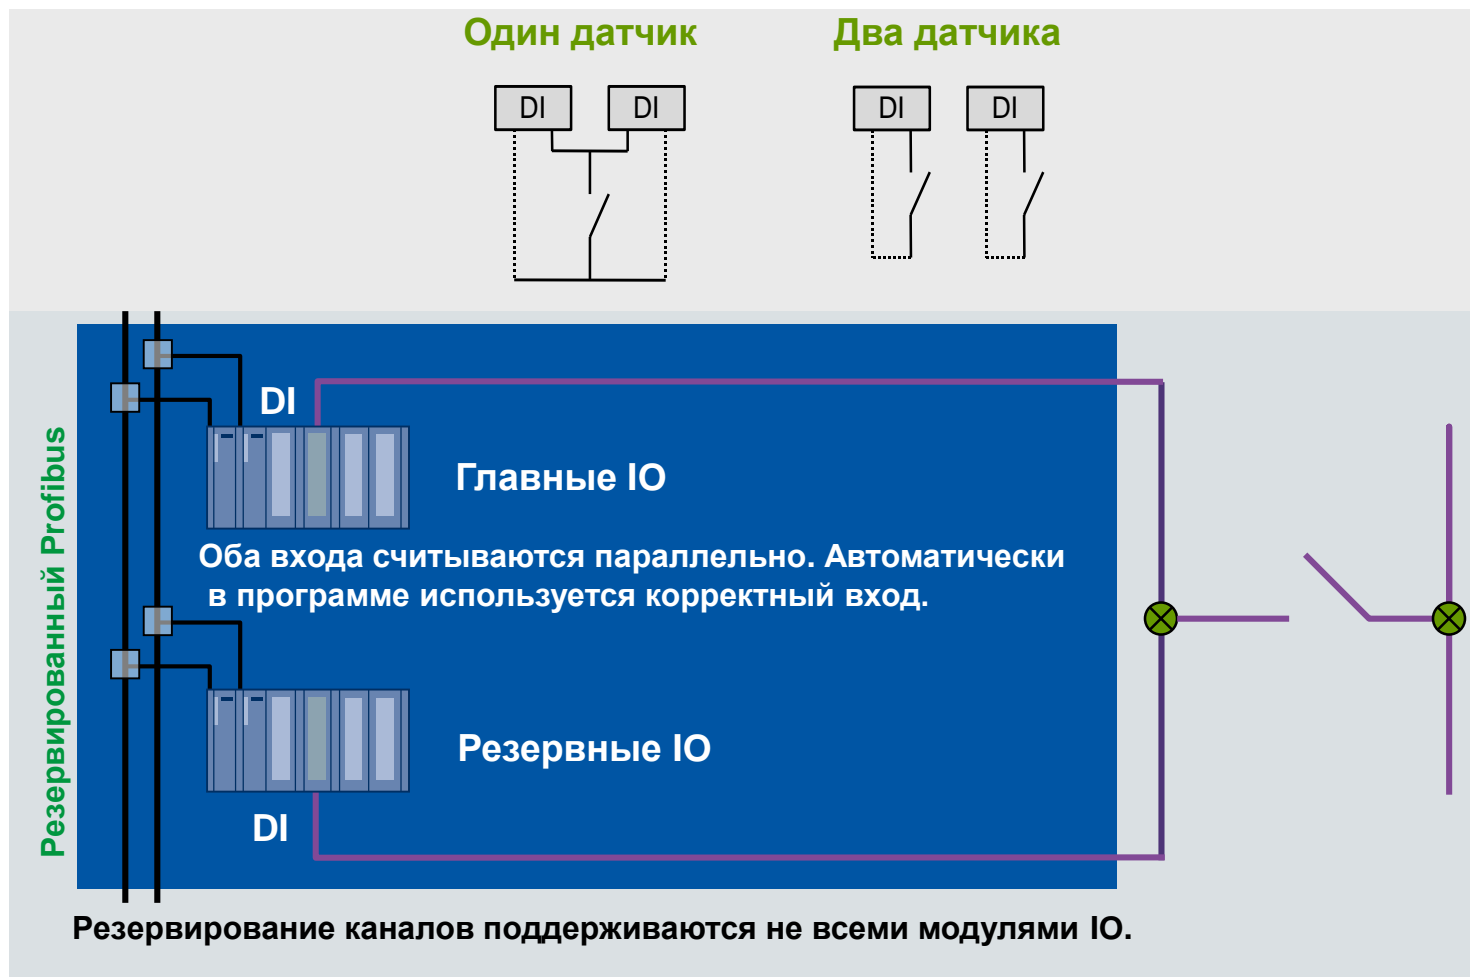 Один датчик
Два датчика
DI
DI
DI
DI
Резервированный Profibus
DI
Главные IO
Оба входа считываются параллельно. Автоматически
в программе используется корректный вход.
Резервные IO
DI
Резервирование каналов поддерживаются не всеми модулями IO.